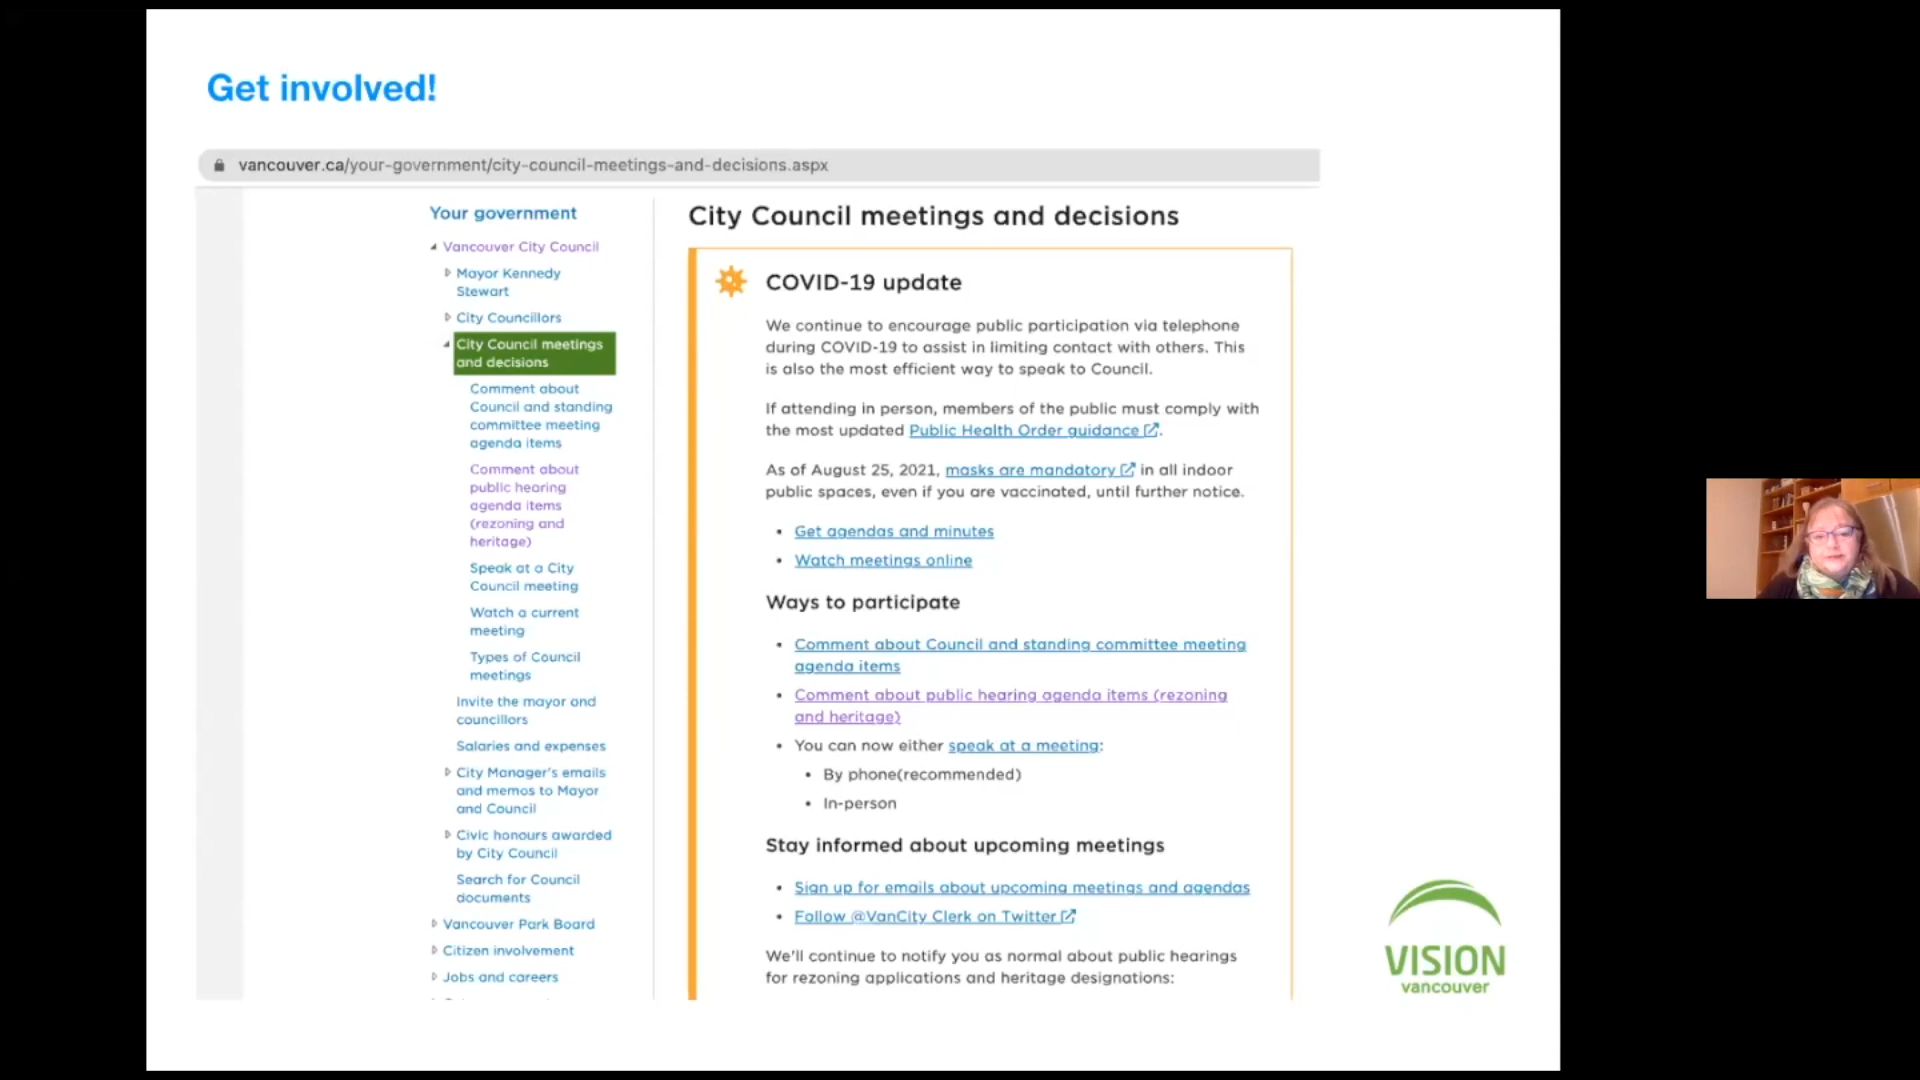 Get involved!
vancouver.ca/your-government/city-council-meetings-and-decisions.aspx
Your government
Vancouver City Council
Mayor Kennedy
Stewart
City Councillors
City Council meetings
and decisions
Comment about
Council and standing
committee meeting
agenda items
Comment about
public hearing
agenda items
(rezoning and
heritage)
Speak at a City
Council meeting
Watch a current
meeting
Types of Council
meetings
Invite the mayor and
councillors
Salaries and expenses
City Manager's emails
and memos to Mayor
and Council
Civic honours awarded
by City Council
Search for Council
documents
Vancouver Park Board
Citizen involvement
Jobs and careers
City Council meetings and decisions
COVID-19 update
We continue to encourage public participation via telephone
during COVID-19 to assist in limiting contact with others. This
is also the most efficient way to speak to Council.
If attending in person, members of the public must comply with
the most updated Public Health Order guidance.
As of August 25, 2021, masks are mandatory in all indoor
public spaces, even if you are vaccinated, until further notice.
• Get agendas and minutes
• Watch meetings online
Ways to participate
• Comment about Council and standing committee meeting
agenda items
• Comment about public hearing agenda items (rezoning
and heritage)
• You can now either speak at a meeting:
• By phone(recommended)
• In-person
Stay informed about upcoming meetings
• Sign up for emails about upcoming meetings and agendas
• Follow @VanCity Clerk on Twitter
We'll continue to notify you as normal about public hearings
for rezoning applications and heritage designations:
VISION
vancouver